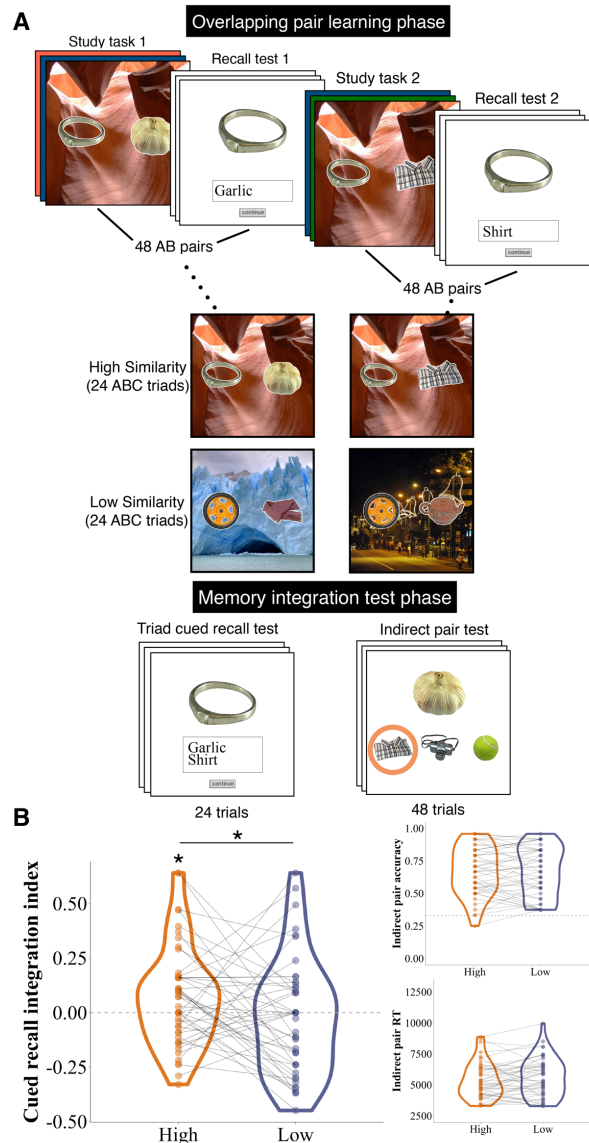 A
Overlapping pair learning phase
Study task 1
Recall test 1
Study task 2
Recall test 2
Garlic
continue
Shirt
continue
48 AB pairs
48 AB pairs
High Similarity
(24 ABC triads)
Low Similarity
(24 ABC triads)
Memory integration test phase
Triad cued recall test
Indirect pair test
Garlic
Shirt
continue
24 trials
48 trials
B
Cued recall integration index
0.50
0.25
0.00
-0.25
-0.50
*
*
High
Low
Indirect pair accuracy
1.00
0.75
0.50
0.25
0.00
High
Low
Indirect pair RT
12500
10000
7500
5000
2500
High
Low